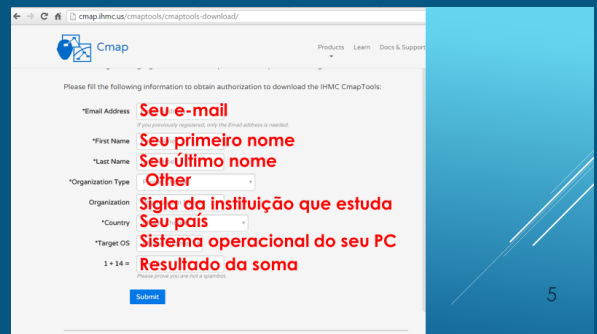 cmap.ihmc.us/cmaptools/cmaptools-download/
Cmap
Products Learn Docs & Support
Please fill the following information to obtain authorization to download the IHMC CmapTools:
*Email Address Seu e-mail
If you previously registered, only the Email address is needed.
*First Name Seu primeiro nome
*Last Name Seu último nome
*Organization Type Other
Organization Sigla da instituição que estuda
*Country Seu país
*Target OS Sistema operacional do seu PC
1 + 14 = Resultado da soma
Please prove you are not a spambot.
Submit
5